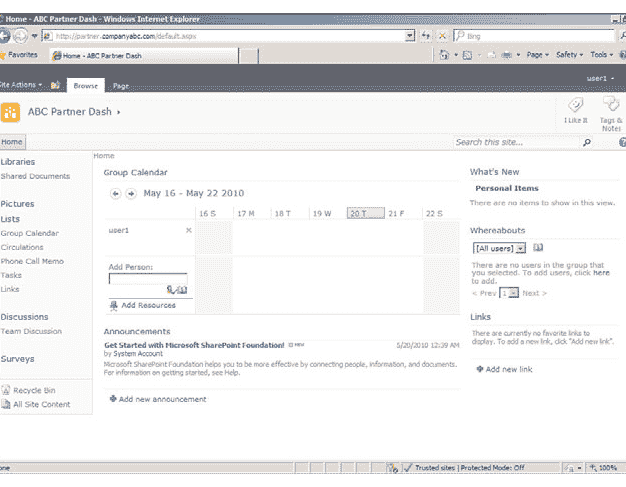 Home - ABC Partner Dash - Windows Internet Explorer
http://partner.companyabc.com/default.aspx
Bing
Favorites
Home - ABC Partner Dash
Page
Safety
Tools
Site Actions
Browse
Page
user1
ABC Partner Dash
I Like It
Tags & Notes
Home
Search this site...
Libraries
Shared Documents
Pictures
Lists
Group Calendar
Circulations
Phone Call Memo
Tasks
Links
Discussions
Team Discussion
Surveys
Recycle Bin
All Site Content
Home
Group Calendar
May 16 - May 22 2010
16 S 17 M 18 T 19 W 20 T 21 F 22 S
user1
Add Person:
Add Resources
Announcements
Get Started with Microsoft SharePoint Foundation! NEW 5/20/2010 12:39 AM
by System Account
Microsoft SharePoint Foundation helps you to be more effective by connecting people, information, and documents.
For information on getting started, see Help.
Add new announcement
What's New
Personal Items
There are no items to show in this view.
Whereabouts
[All users]
There are no users in the group that
you selected. To add users, click here
to add.
< Prev 1 Next >
Links
There are currently no favorite links to
display. To add a new link, click "Add new link".
Add new link
Trusted sites | Protected Mode: Off
100%